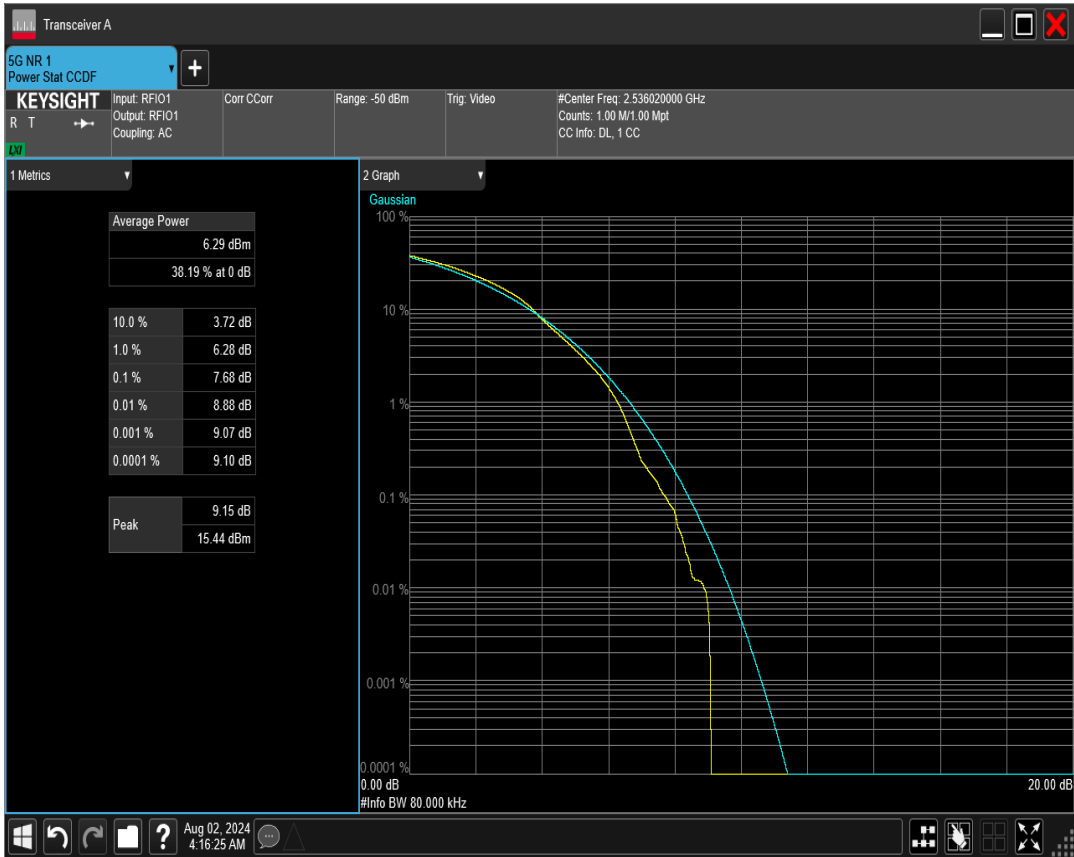 Transceiver A
5G NR 1
Power Stat CCDF
KEYSIGHT
R T
LXI
Input: RFIO1
Output: RFIO1
Coupling: AC
Corr CCorr
Range: -50 dBm
Trig: Video
#Center Freq: 2.536020000 GHz
Counts: 1.00 M/1.00 Mpt
CC Info: DL, 1 CC
1 Metrics
Average Power
6.29 dBm
38.19 % at 0 dB
10.0 % 3.72 dB
1.0 % 6.28 dB
0.1 % 7.68 dB
0.01 % 8.88 dB
0.001 % 9.07 dB
0.0001 % 9.10 dB
Peak
9.15 dB
15.44 dBm
2 Graph
Gaussian
100 %
10 %
1 %
0.1 %
0.01 %
0.001 %
0.0001 %
0.00 dB 20.00 dB
#Info BW 80.000 kHz
?
Aug 02, 2024
4:16:25 AM